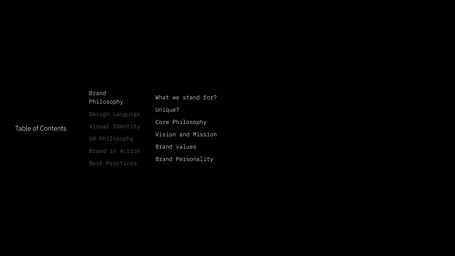 Table of Contents
Brand
Philosophy
Design Language
Visual Identity
UX Philosophy
Brand in Action
Best Practices
What we stand for?
Unique?
Core Philosophy
Vision and Mission
Brand values
Brand Personality